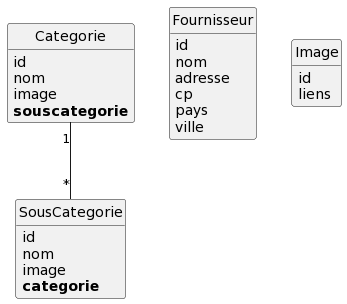 Categorie
id
nom
image
souscategorie
1
*
SousCategorie
id
nom
image
categorie
Fournisseur
id
nom
adresse
cp
pays
ville
Image
id
liens